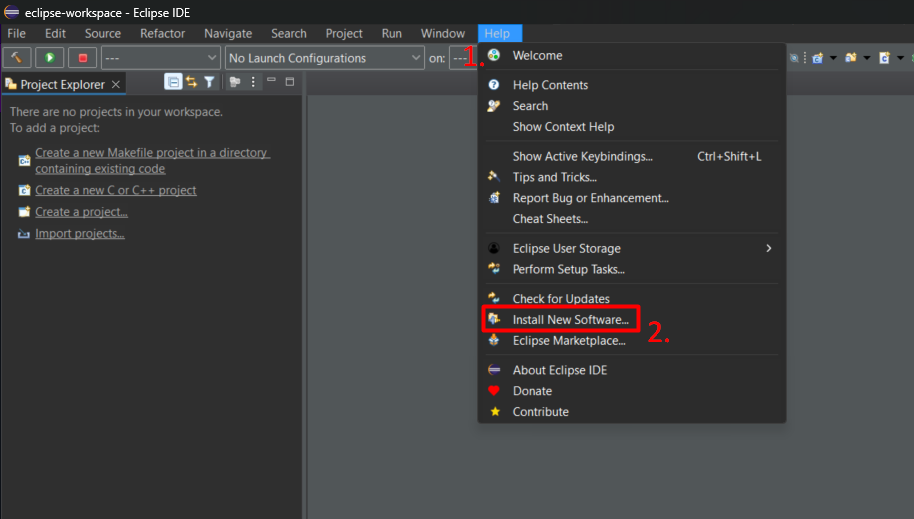 eclipse-workspace - Eclipse IDE
File Edit Source Refactor Navigate Search Project Run Window Help
--- No Launch Configurations on: ---
1.
Project Explorer
There are no projects in your workspace.
To add a project:
Create a new Makefile project in a directory
containing existing code
Create a new C or C++ project
Create a project...
Import projects...
Welcome
Help Contents
Search
Show Context Help
Show Active Keybindings... Ctrl+Shift+L
Tips and Tricks...
Report Bug or Enhancement...
Cheat Sheets...
Eclipse User Storage
Perform Setup Tasks...
Check for Updates
Install New Software...
2.
Eclipse Marketplace...
About Eclipse IDE
Donate
Contribute